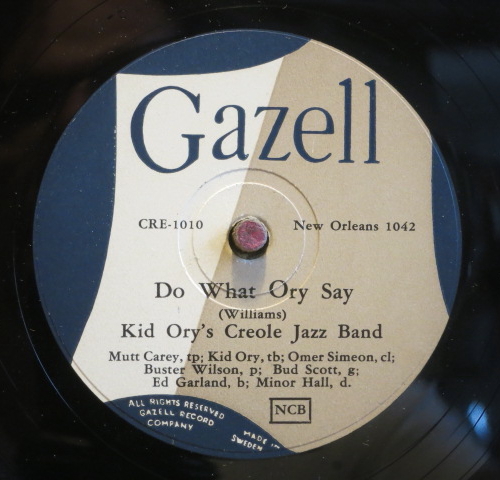 Gazell
CRE-1010 New Orleans 1042
Do What Ory Say
(Williams)
Kid Ory's Creole Jazz Band
Mutt Carey, tp; Kid Ory, tb; Omer Simeon, cl;
Buster Wilson, p; Bud Scott, g;
Ed Garland, b; Minor Hall, d.
NCB
ALL RIGHTS RESERVED
GAZELL RECORD
COMPANY
MADE IN
SWEDEN